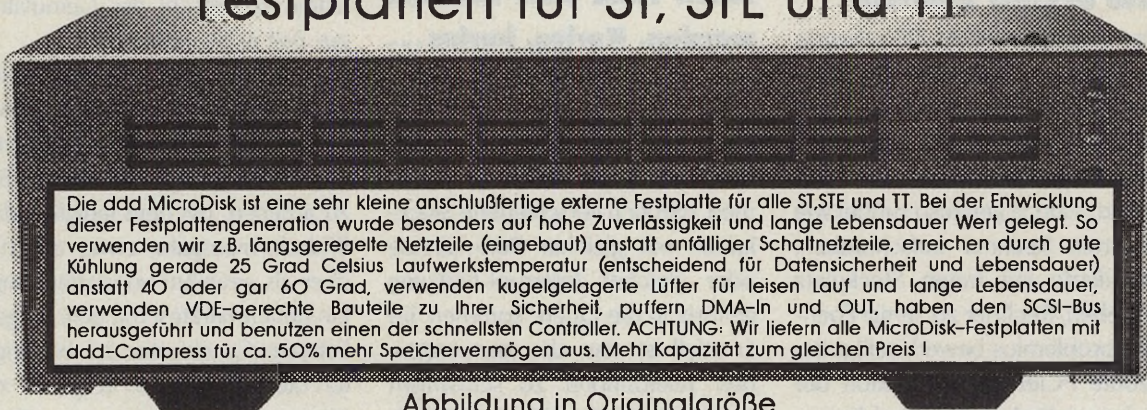 Festplatten für ST, STE und TT
Die ddd MicroDisk ist eine sehr kleine anschlußfertige externe Festplatte für alle ST,STE und TT. Bei der Entwicklung
dieser Festplattengeneration wurde besonders auf hohe Zuverlässigkeit und lange Lebensdauer Wert gelegt. So
verwenden wir z.B. längsgeregelte Netzteile (eingebaut) anstatt anfälliger Schaltnetzteile, erreichen durch gute
Kühlung gerade 25 Grad Celsius Laufwerkstemperatur (entscheidend für Datensicherheit und Lebensdauer)
anstatt 40 oder gar 60 Grad, verwenden kugelgelagerte Lüfter für leisen Lauf und lange Lebensdauer,
verwenden VDE-gerechte Bauteile zu Ihrer Sicherheit, puffern DMA-In und OUT, haben den SCSI-Bus
herausgeführt und benutzen einen der schnellsten Controller. ACHTUNG: Wir liefern alle MicroDisk-Festplatten mit
ddd-Compress für ca. 50% mehr Speichervermögen aus. Mehr Kapazität zum gleichen Preis !
Abbildung in Originalgröße